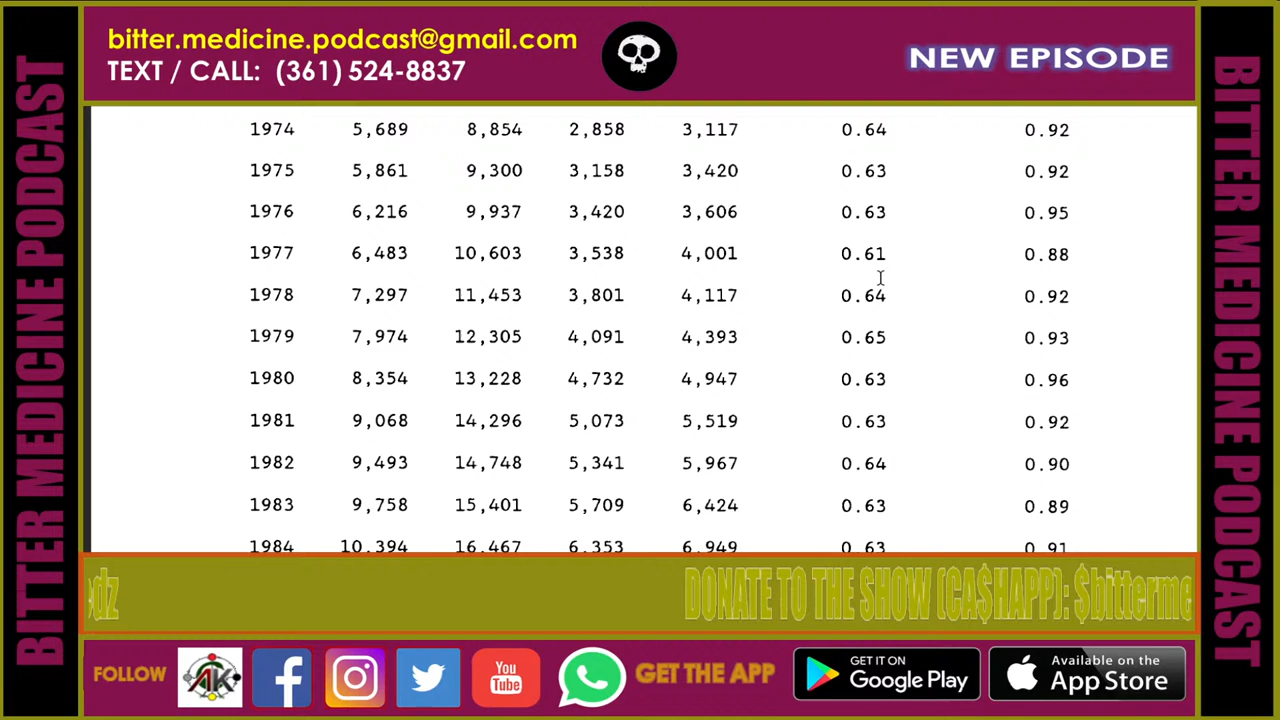 bitter.medicine.podcast@gmail.com
TEXT / CALL: (361) 524-8837
NEW EPISODE
BITTER MEDICINE PODCAST
1974 5,689 8,854 2,858 3,117 0.64 0.92
1975 5,861 9,300 3,158 3,420 0.63 0.92
1976 6,216 9,937 3,420 3,606 0.63 0.95
1977 6,483 10,603 3,538 4,001 0.61 0.88
1978 7,297 11,453 3,801 4,117 0.64 0.92
1979 7,974 12,305 4,091 4,393 0.65 0.93
1980 8,354 13,228 4,732 4,947 0.63 0.96
1981 9,068 14,296 5,073 5,519 0.63 0.92
1982 9,493 14,748 5,341 5,967 0.64 0.90
1983 9,758 15,401 5,709 6,424 0.63 0.89
1984 10,394 16,467 6,353 6,949 0.63 0.91
BITTER MEDICINE PODCAST
dz DONATE TO THE SHOW (CA$HAPP): $bitterme
FOLLOW
You
Tube
GET THE APP
GET IT ON
Google Play
Available on the
App Store